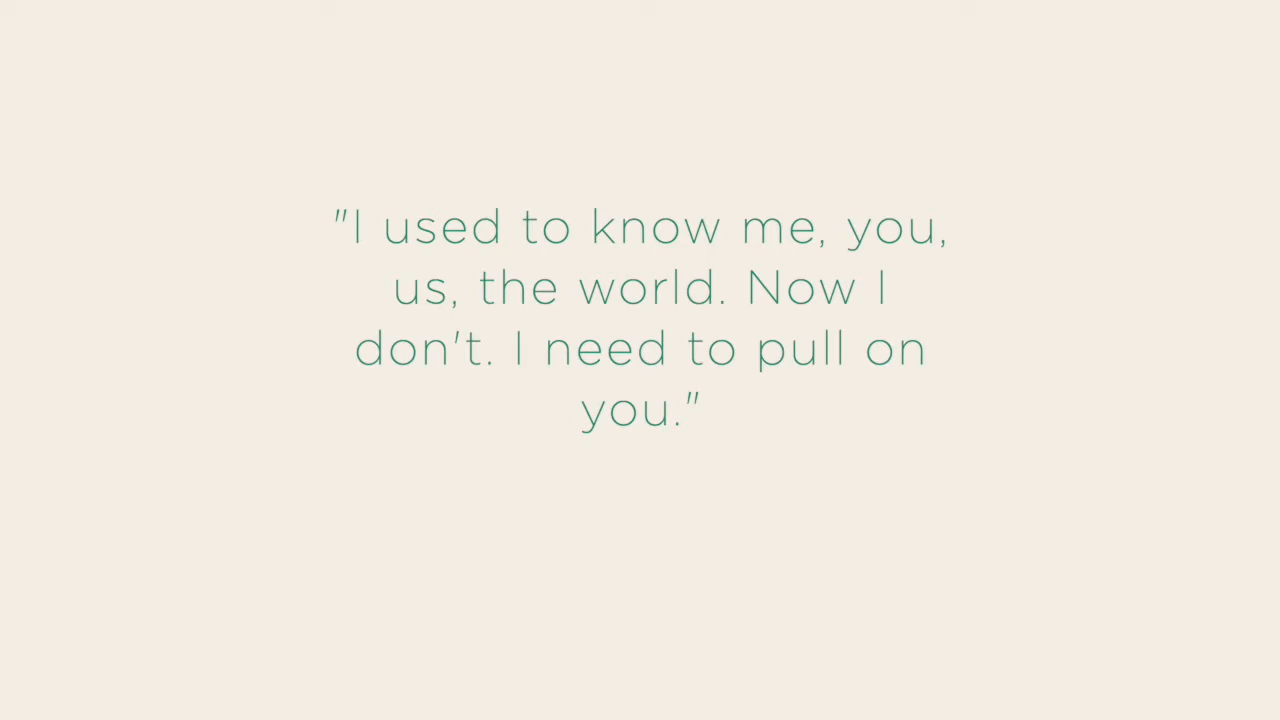 "I used to know me, you,
us, the world. Now I
don't. I need to pull on
you."